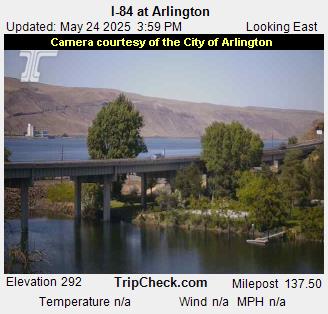 I-84 at Arlington
Updated: May 24 2025 3:59 PM Looking East
Camera courtesy of the City of Arlington
Elevation 292 TripCheck.com Milepost 137.50
Temperature n/a Wind n/a MPH n/a